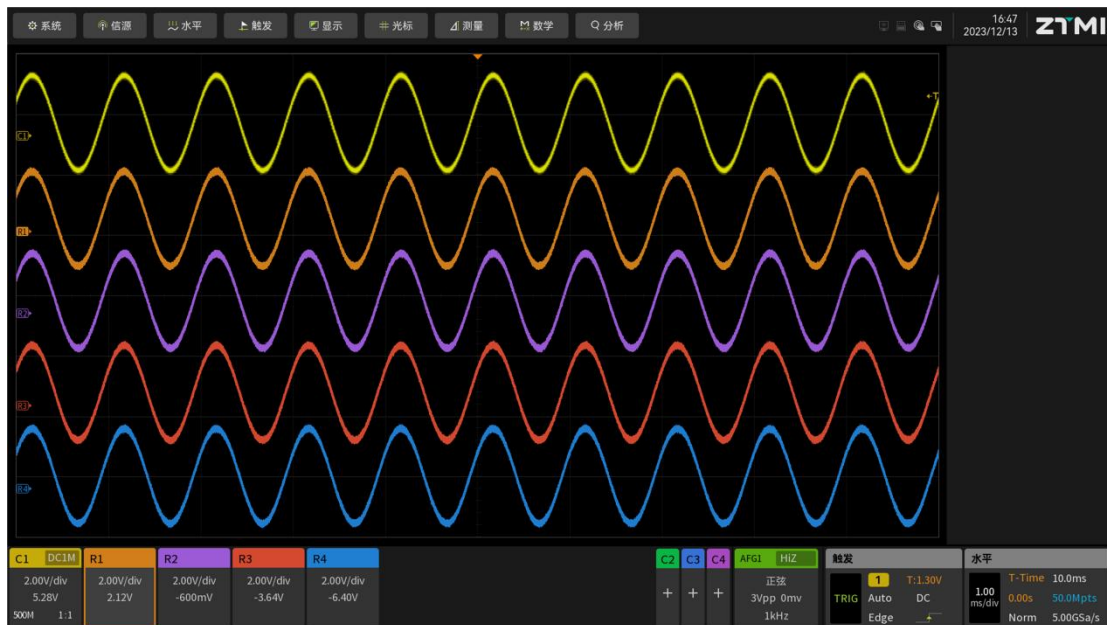 系统 信源 水平 触发 显示 光标 测量 数学 分析 16:47 2023/12/13 ZTMI
T
C1
R1
R2
R3
R4
C1 DC1M R1 R2 R3 R4 C2 C3 C4 AFG1 HiZ 触发 水平
2.00V/div 2.00V/div 2.00V/div 2.00V/div 2.00V/div 正弦 1 T:1.30V T-Time 10.0ms
5.28V 2.12V -600mV -3.64V -6.40V + + + 3Vpp 0mv TRIG Auto DC 1.00 ms/div 0.00s 50.0Mpts
500M 1:1 1kHz Edge Norm 5.00GSa/s